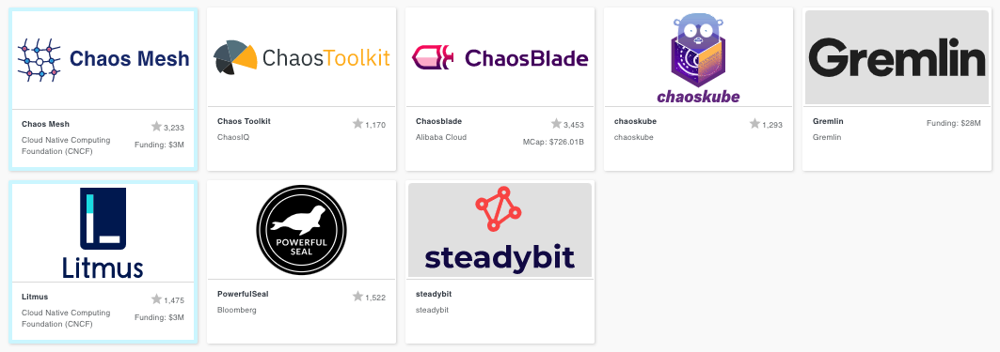 Chaos Mesh
ChaosToolkit
ChaosBlade
chaoskube
Gremlin
Chaos Mesh
3,233
Cloud Native Computing
Foundation (CNCF)
Funding: $3M
Chaos Toolkit
1,170
ChaosIQ
Chaosblade
3,453
Alibaba Cloud
MCap: $726.01B
chaoskube
1,293
chaoskube
Gremlin
Funding: $28M
Gremlin
Litmus
POWERFUL
SEAL
steadybit
Litmus
1,475
Cloud Native Computing
Foundation (CNCF)
Funding: $3M
PowerfulSeal
1,522
Bloomberg
steadybit
steadybit